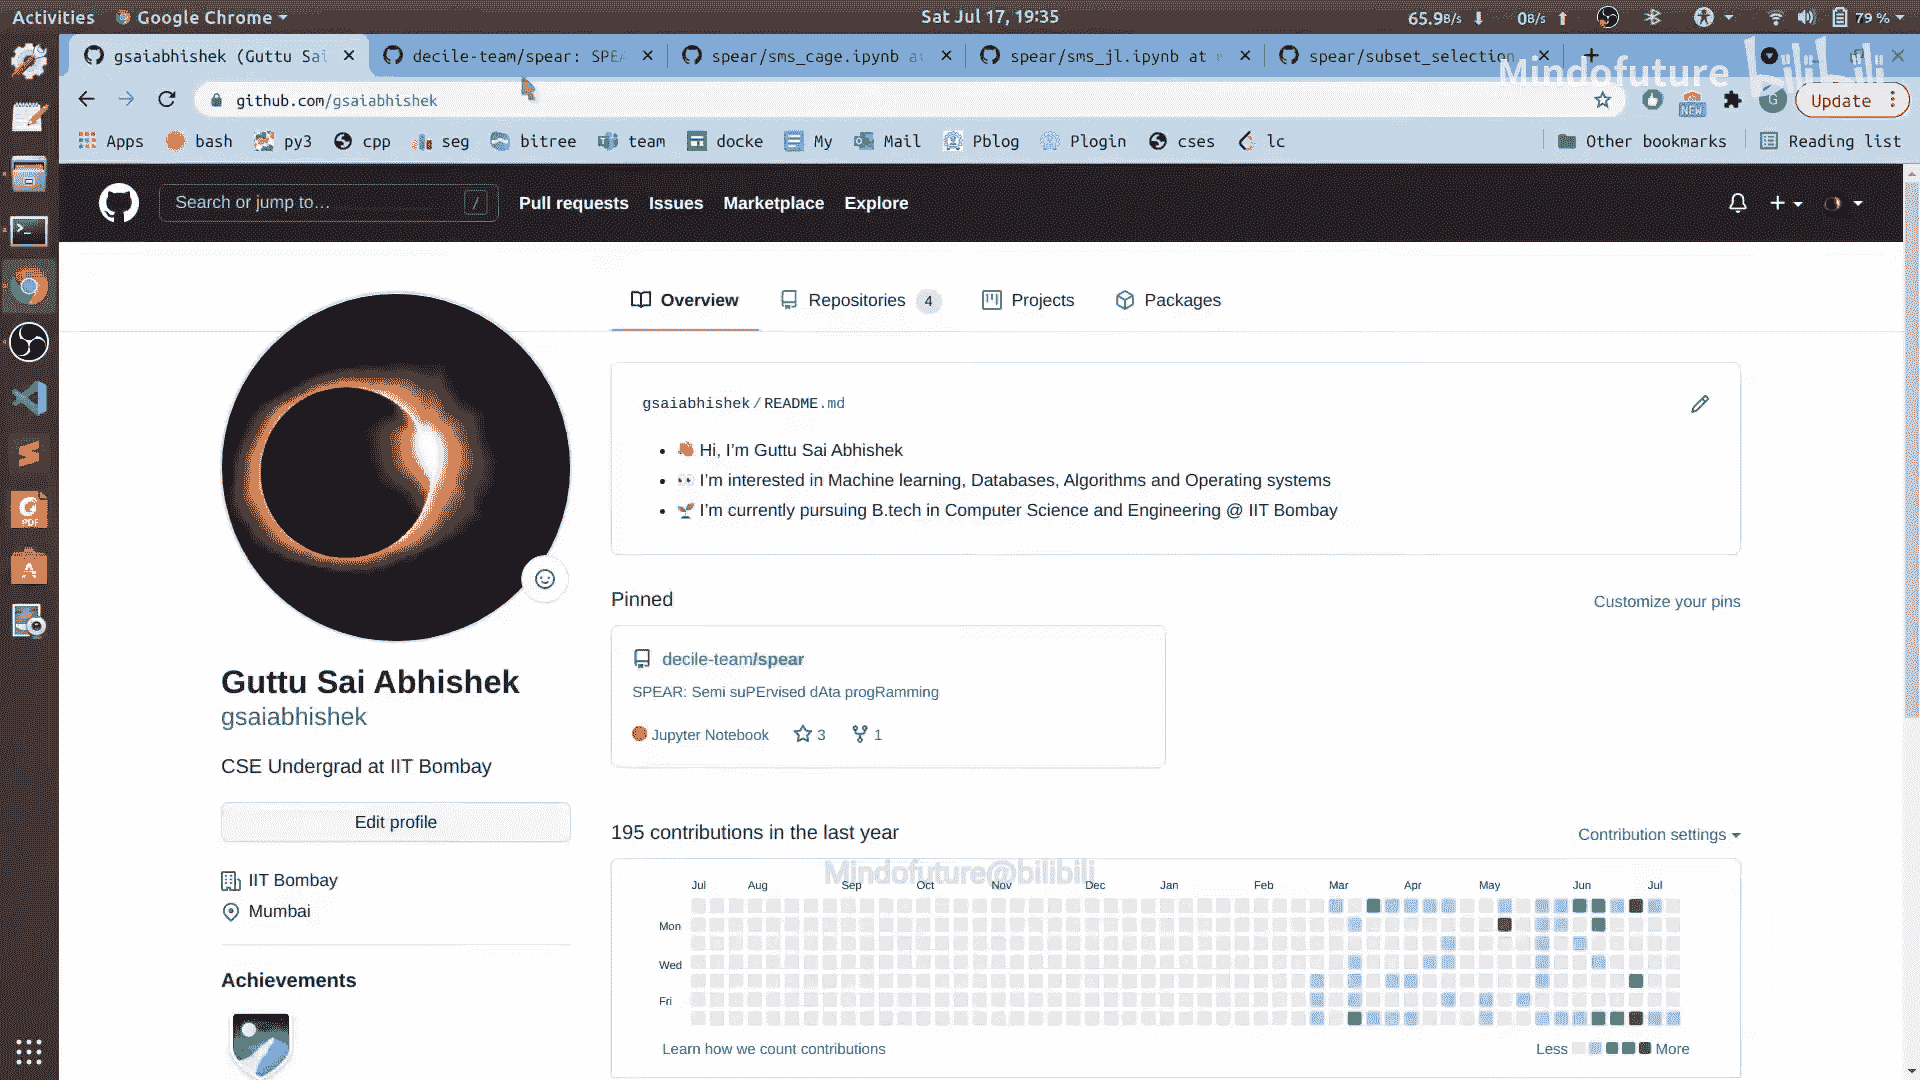 Activities Google Chrome Sat Jul 17, 19:35 65.9B/s 0B/s 79 %
gsaiabhishek (Guttu Sai decile-team/spear: SPEA spear/sms_cage.ipynb at spear/sms_jl.ipynb at spear/subset_selection
Mindofuture bilibili
github.com/gsaiabhishek NEW G Update
Apps bash py3 cpp seg bitree team docke My Mail Pblog Plogin cses lc Other bookmarks Reading list
Search or jump to… / Pull requests Issues Marketplace Explore
Overview Repositories 4 Projects Packages
gsaiabhishek/README.md
Hi, I’m Guttu Sai Abhishek
I’m interested in Machine learning, Databases, Algorithms and Operating systems
I’m currently pursuing B.tech in Computer Science and Engineering @ IIT Bombay
Pinned Customize your pins
decile-team/spear
SPEAR: Semi suPErvised dAta progRamming
Jupyter Notebook 3 1
Guttu Sai Abhishek
gsaiabhishek
CSE Undergrad at IIT Bombay
Edit profile
IIT Bombay
Mumbai
Achievements
195 contributions in the last year Contribution settings
Mindofuture@bilibili
Jul Aug Sep Oct Nov Dec Jan Feb Mar Apr May Jun Jul
Mon
Wed
Fri
Learn how we count contributions Less More
PDF